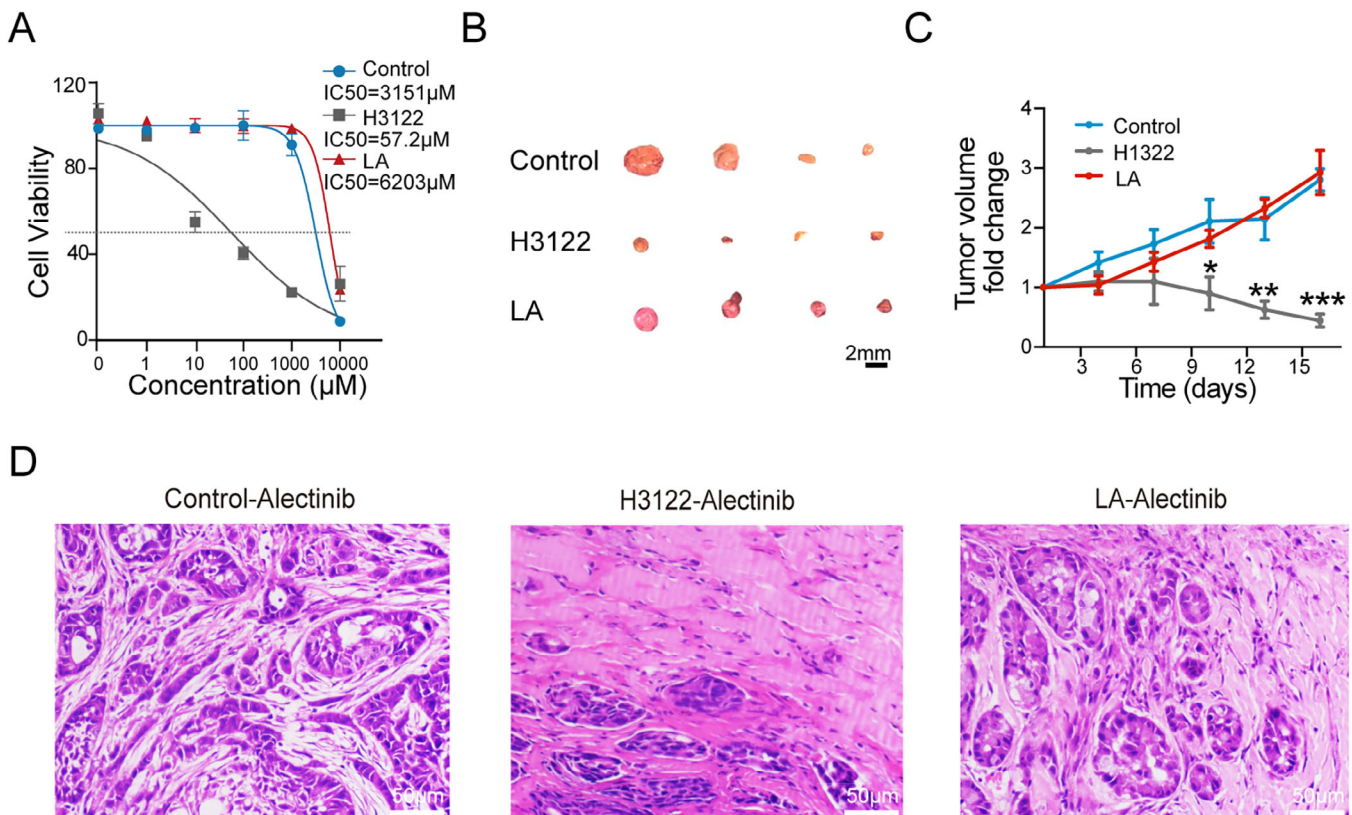 A
Control
IC50=3151µM
H3122
IC50=57.2µM
LA
IC50=6203µM
120
80
40
0
Cell Viability
0 1 10 100 1000 10000
Concentration (µM)
B
Control
H3122
LA
2mm
C
Control
H1322
LA
4
3
2
1
0
Tumor volume
fold change
*
**
***
3 6 9 12 15
Time (days)
D
Control-Alectinib
H3122-Alectinib
LA-Alectinib
50µm
50µm
50µm